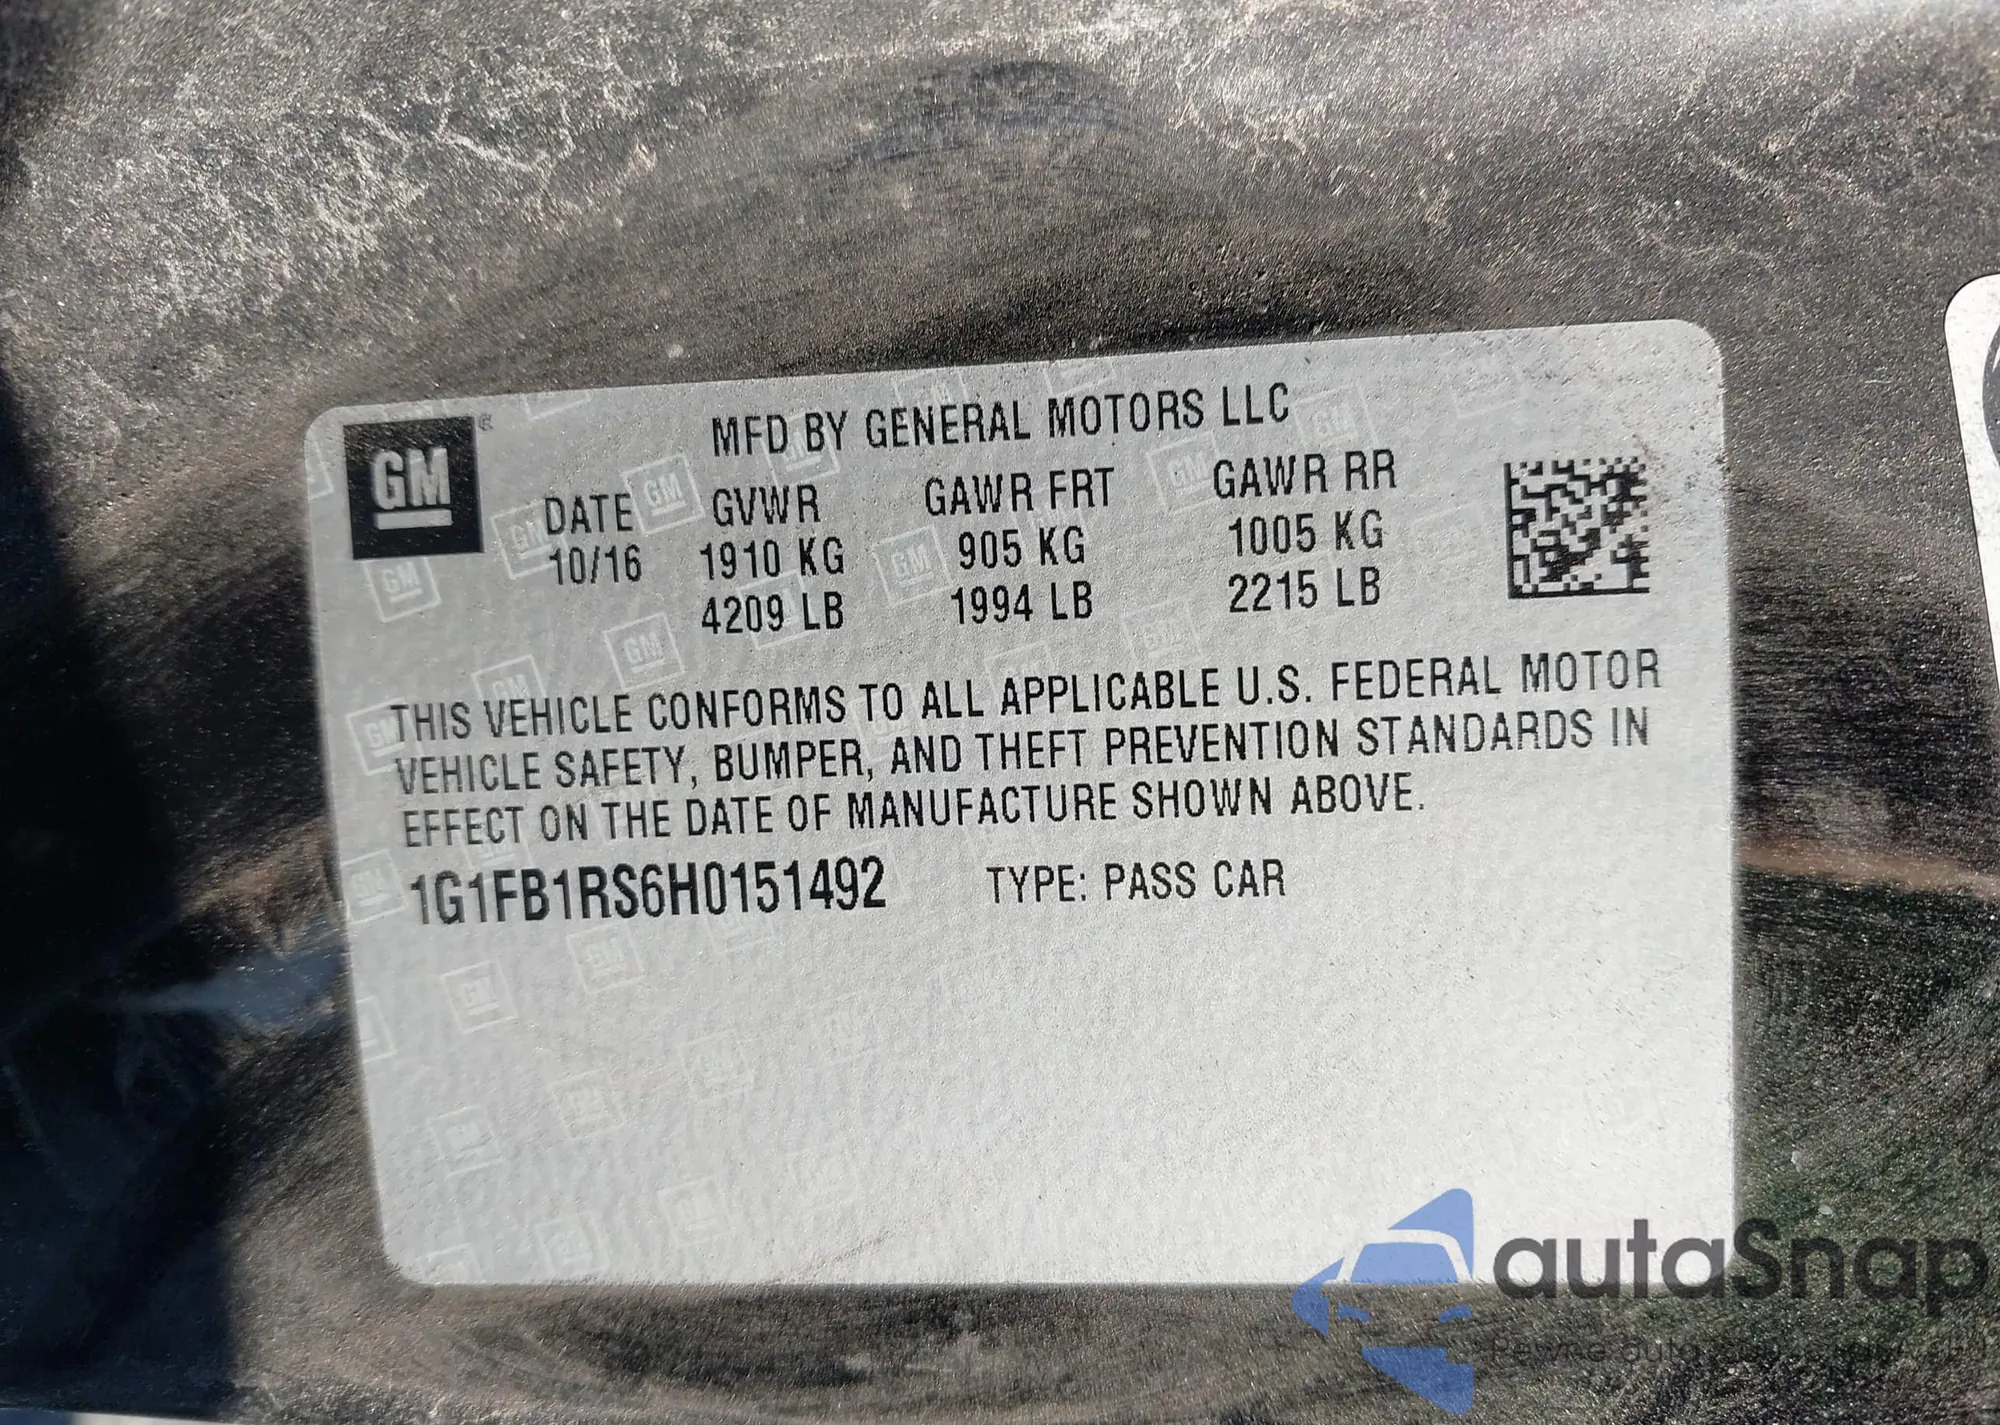 GM
MFD BY GENERAL MOTORS LLC
DATE GVWR GAWR FRT GAWR RR
10/16 1910 KG 905 KG 1005 KG
4209 LB 1994 LB 2215 LB
THIS VEHICLE CONFORMS TO ALL APPLICABLE U.S. FEDERAL MOTOR
VEHICLE SAFETY, BUMPER, AND THEFT PREVENTION STANDARDS IN
EFFECT ON THE DATE OF MANUFACTURE SHOWN ABOVE.
1G1FB1RS6H0151492 TYPE: PASS CAR
autaSnap
Pewne auta